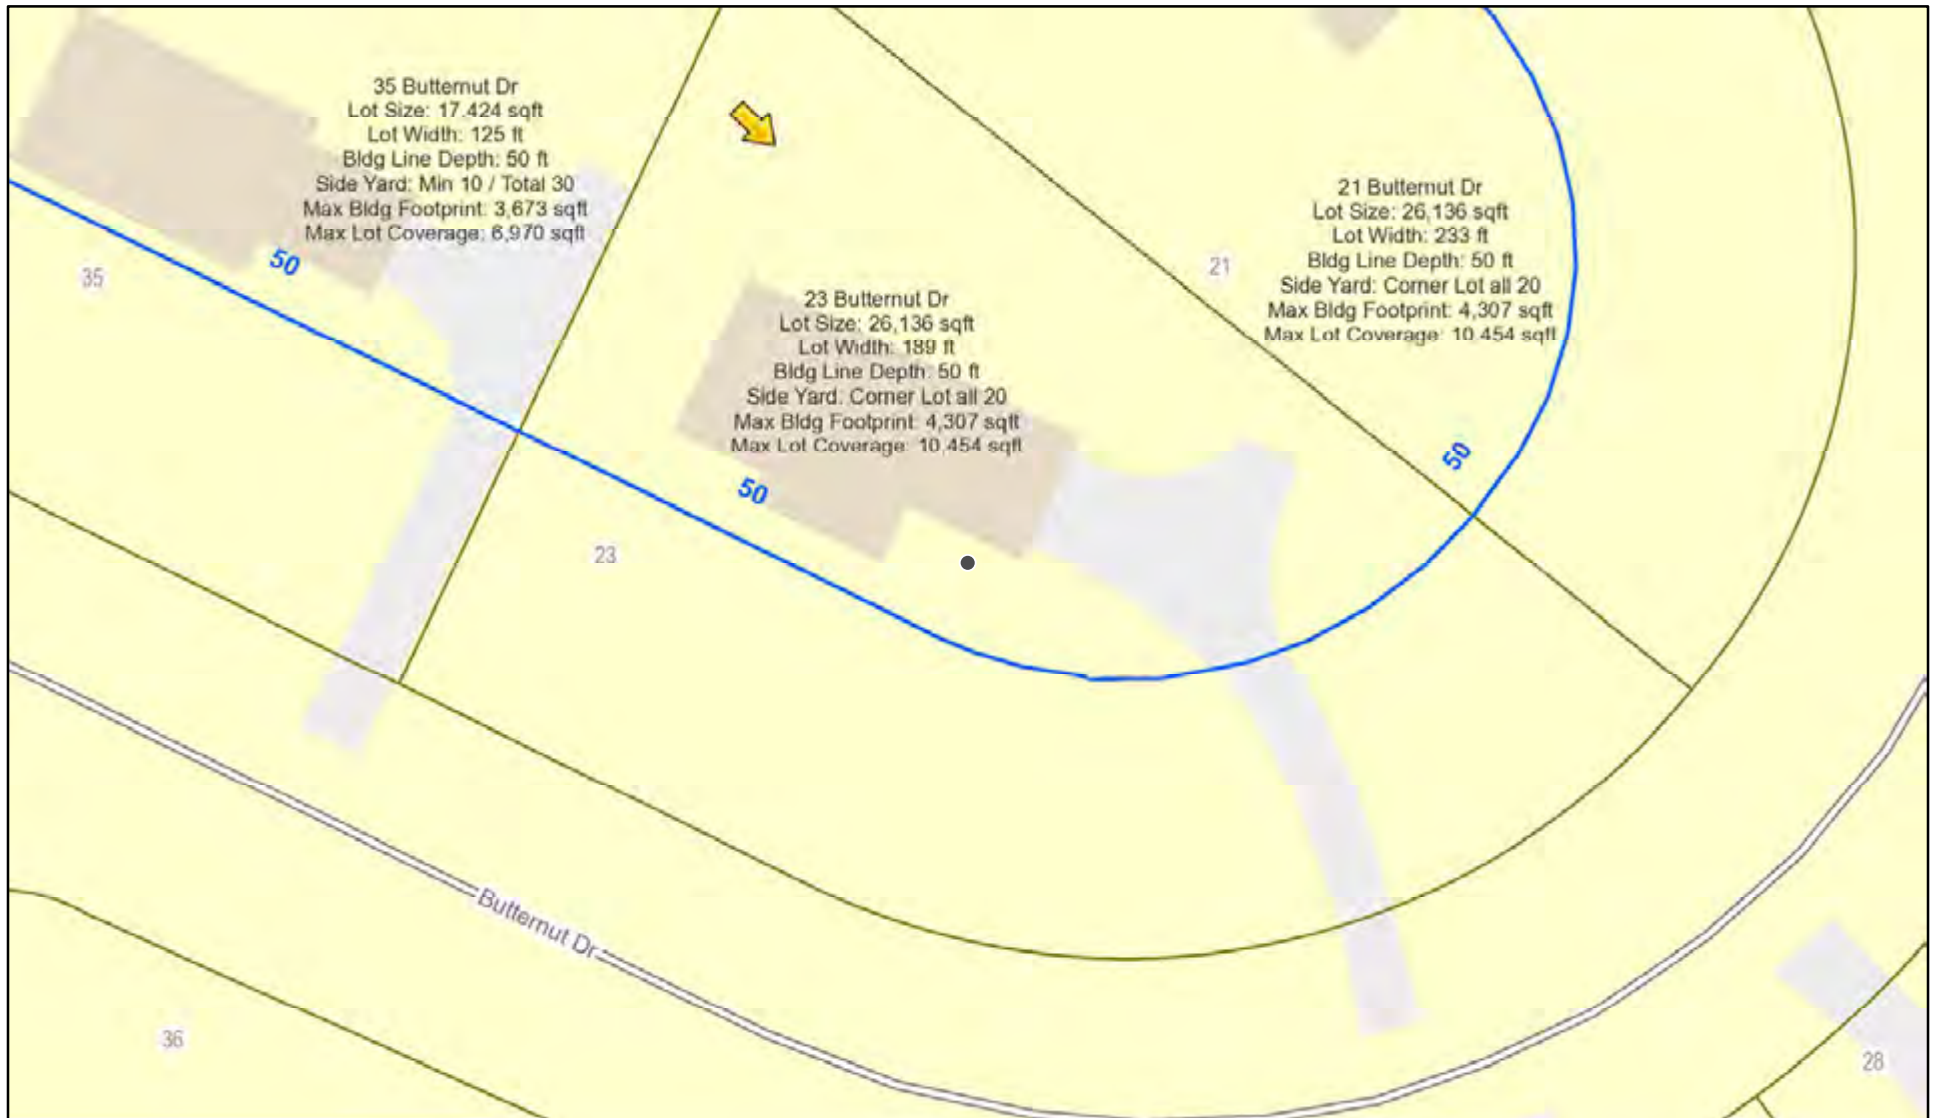 35 Butternut Dr
Lot Size: 17.424 sqft
Lot Width: 125 ft
Bldg Line Depth: 50 ft
Side Yard: Min 10 / Total 30
Max Bldg Footprint: 3,673 sqft
Max Lot Coverage: 6,970 sqft
50
35
23 Butternut Dr
Lot Size: 26,136 sqft
Lot Width: 189 ft
Bldg Line Depth: 50 ft
Side Yard: Corner Lot all 20
Max Bldg Footprint: 4,307 sqft
Max Lot Coverage: 10,454 sqft
50
23
21
21 Butternut Dr
Lot Size: 26,136 sqft
Lot Width: 233 ft
Bldg Line Depth: 50 ft
Side Yard: Corner Lot all 20
Max Bldg Footprint: 4,307 sqft
Max Lot Coverage: 10,454 sqft
50
Butternut Dr
36
28